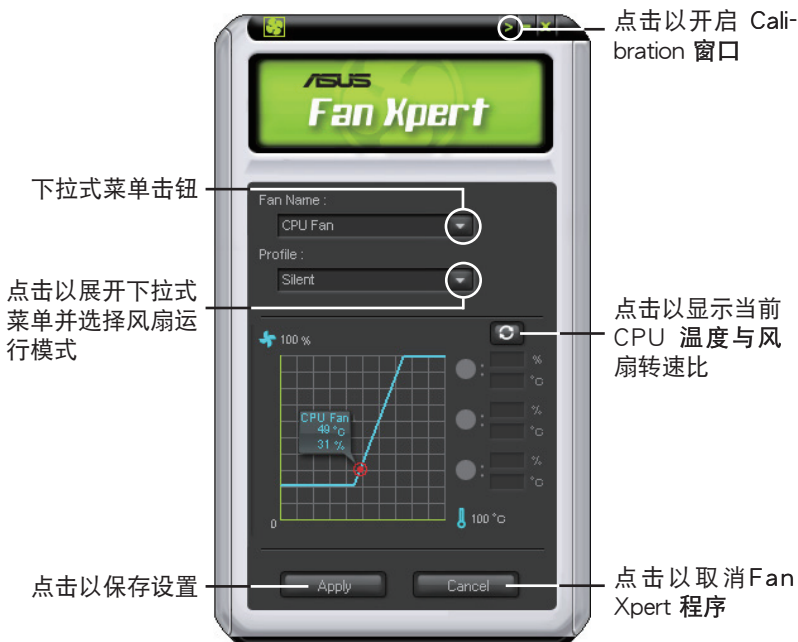 点击以开启 Cali-
bration 窗口
ASUS
Fan Xpert
下拉式菜单击钮
Fan Name :
CPU Fan
Profile :
Silent
点击以展开下拉式
菜单并选择风扇运
行模式
点击以显示当前
CPU 温度与风
扇转速比
100 %
%
°C
CPU Fan
49 °C
31 %
%
°C
%
°C
0
100 °C
点击以保存设置
Apply
Cancel
点击以取消Fan
Xpert 程序